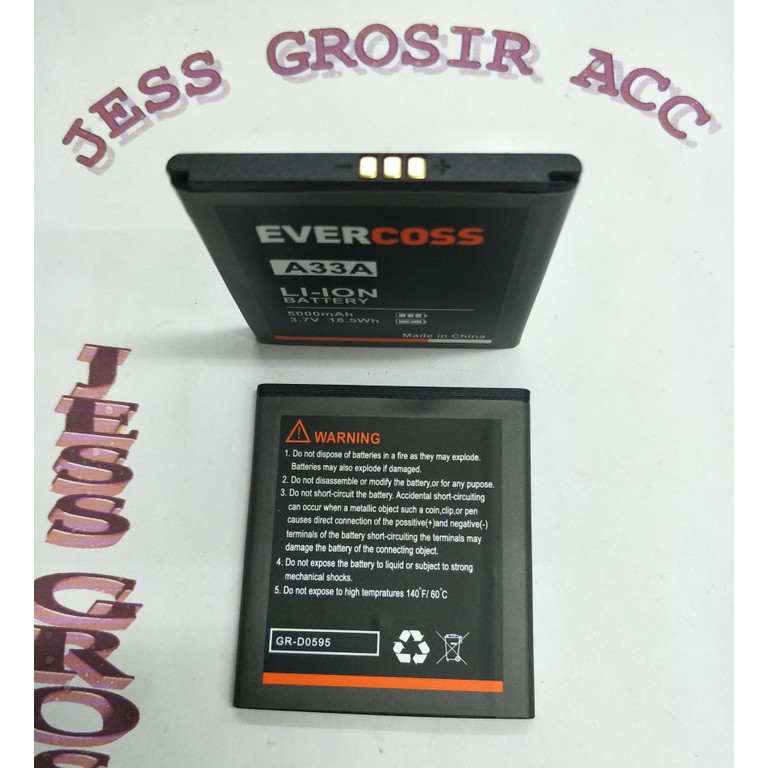 JESS GROSIR ACC
- +
EVERCOSS
A33A
LI-ION
BATTERY
5000mAh
3.7V 18.5Wh
Made in China
JESS GROS
WARNING
1. Do not dispose of batteries in a fire as they may explode.
Batteries may also explode if damaged.
2. Do not disassemble or modify the battery,or for any pupose.
3. Do not short-circuit the battery. Accidental short-circuiting
can occur when a metallic object such a coin,clip,or pen
causes direct connection of the possitive(+)and negative(-)
terminals of the battery short-circuiting the terminals may
damage the battery of the connecting object.
4. Do not expose the battery to liquid or subject to strong
mechanical shocks.
5. Do not expose to high tempratures 140°F/ 60°C
GR-D0595